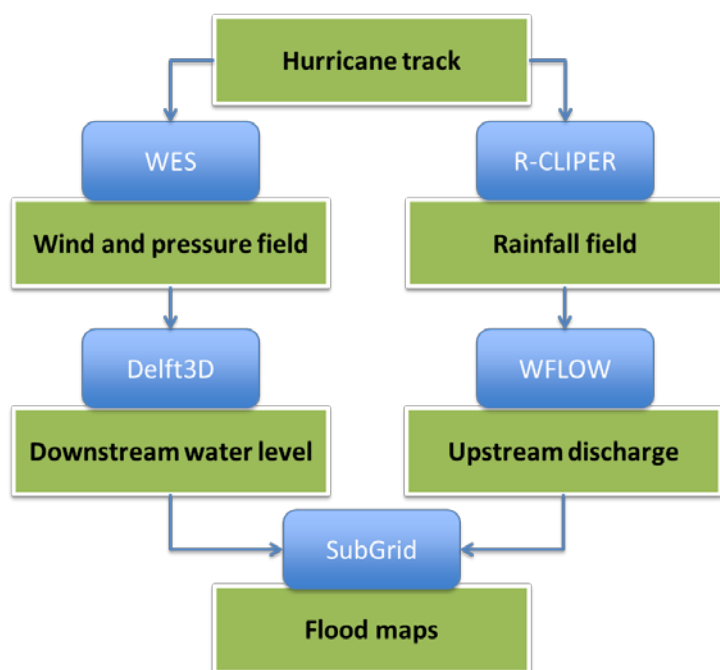 Hurricane track
WES
R-CLIPER
Wind and pressure field
Rainfall field
Delft3D
WFLOW
Downstream water level
Upstream discharge
SubGrid
Flood maps